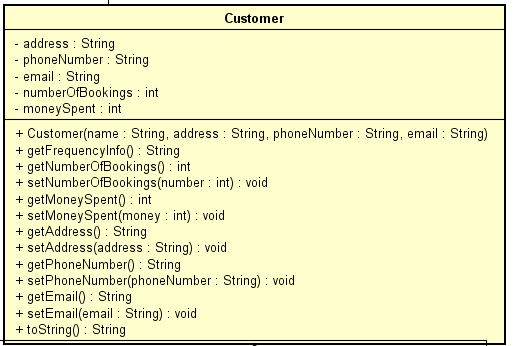 Customer
- address : String
- phoneNumber : String
- email : String
- numberOfBookings : int
- moneySpent : int
+ Customer(name : String, address : String, phoneNumber : String, email : String)
+ getFrequencyInfo() : String
+ getNumberOfBookings() : int
+ setNumberOfBookings(number : int) : void
+ getMoneySpent() : int
+ setMoneySpent(money : int) : void
+ getAddress() : String
+ setAddress(address : String) : void
+ getPhoneNumber() : String
+ setPhoneNumber(phoneNumber : String) : void
+ getEmail() : String
+ setEmail(email : String) : void
+ toString() : String